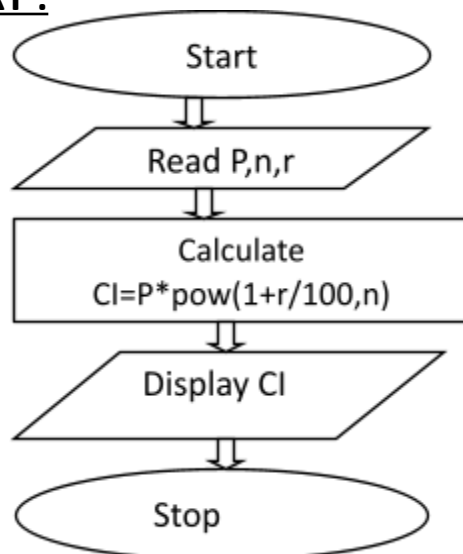 Start
Read P,n,r
Calculate
CI=P*pow(1+r/100,n)
Display CI
Stop